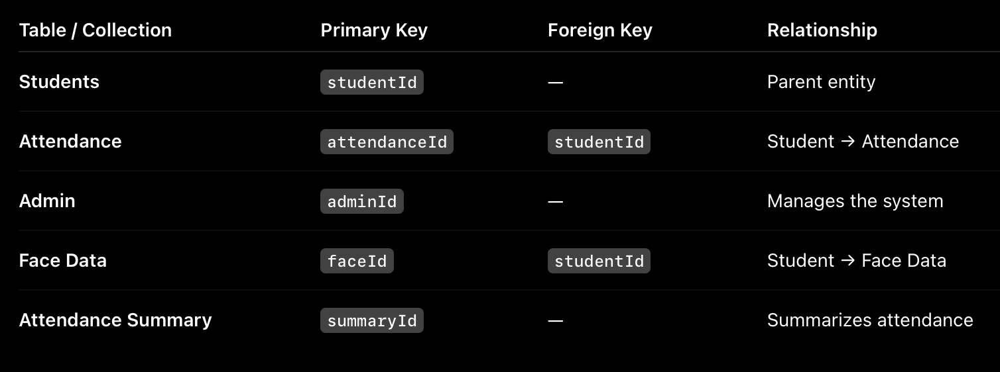 Table / Collection Primary Key Foreign Key Relationship
Students studentId — Parent entity
Attendance attendanceId studentId Student → Attendance
Admin adminId — Manages the system
Face Data faceId studentId Student → Face Data
Attendance Summary summaryId — Summarizes attendance